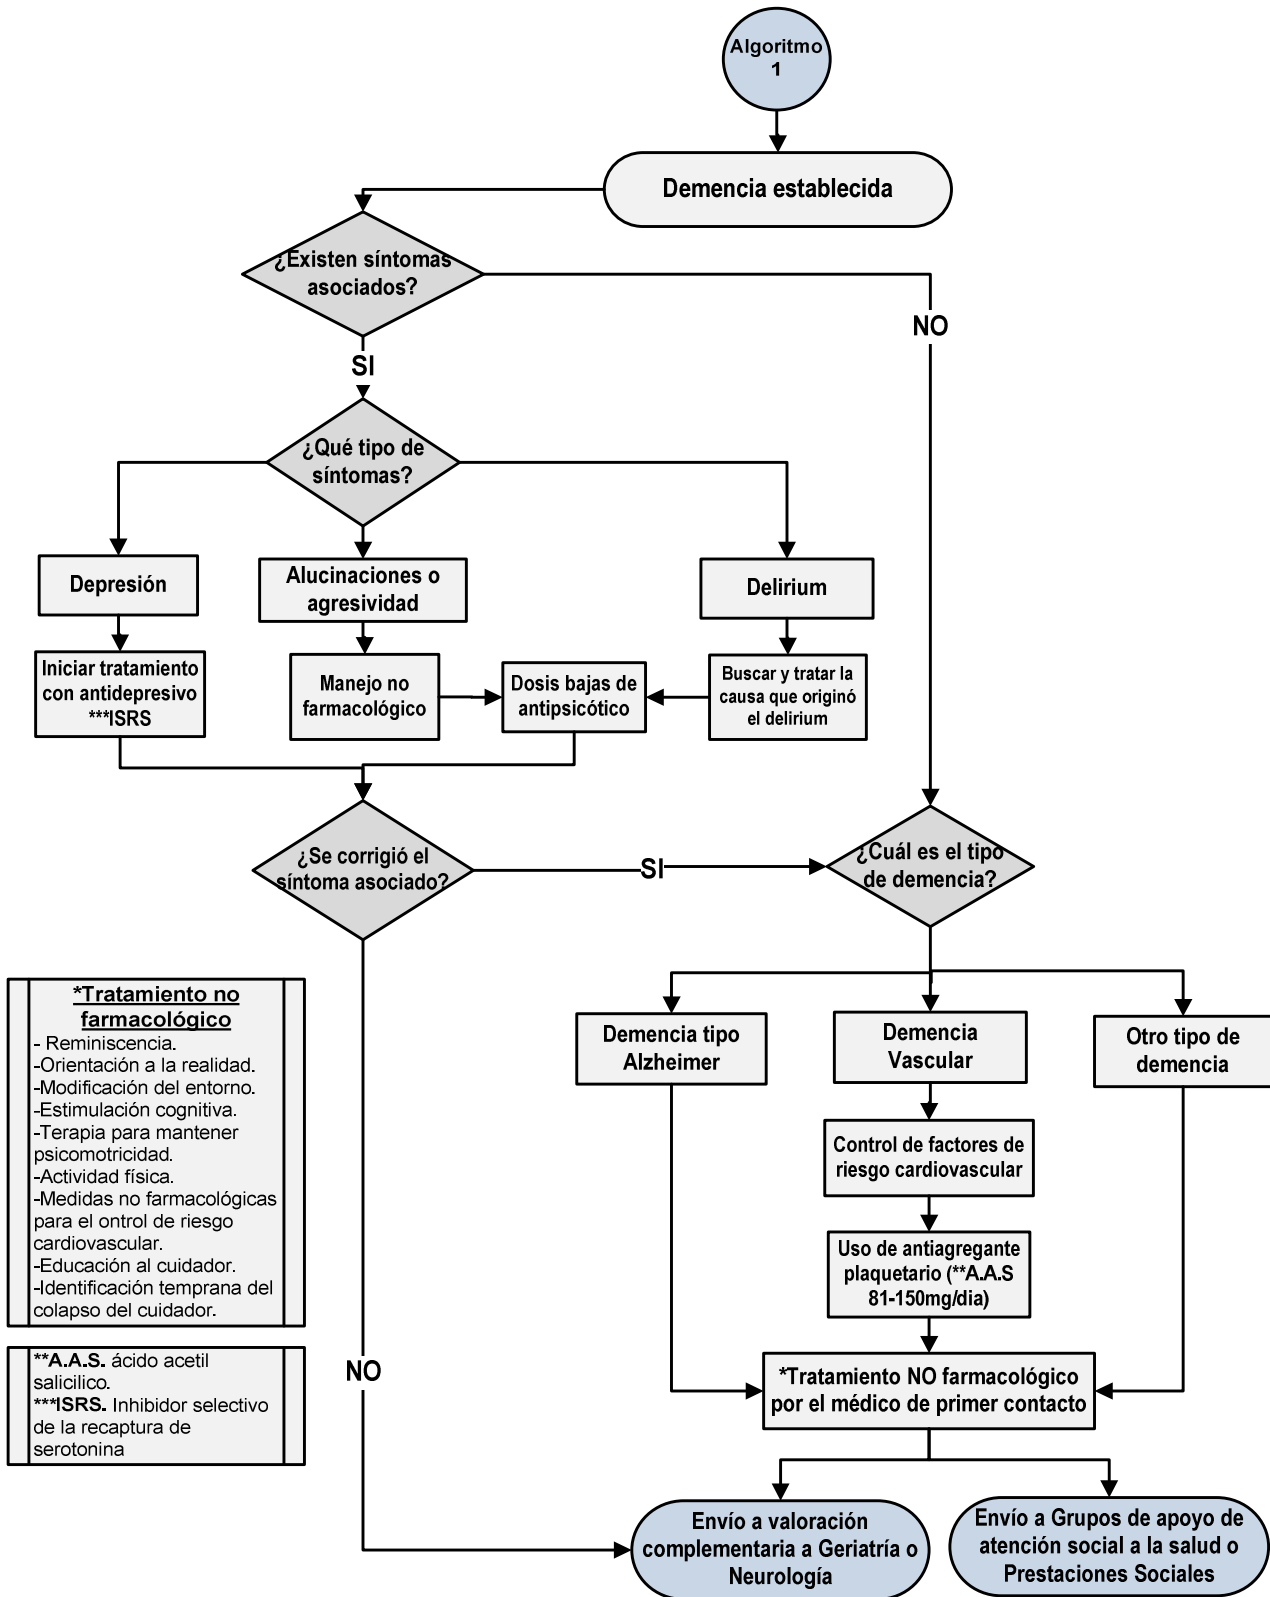 Algoritmo
1
Demencia establecida
¿Existen síntomas
asociados?
NO
SI
¿Qué tipo de
síntomas?
Depresión
Alucinaciones o
agresividad
Delirium
Iniciar tratamiento
con antidepresivo
***ISRS
Manejo no
farmacológico
Dosis bajas de
antipsicótico
Buscar y tratar la
causa que originó
el delirium
¿Se corrigió el
síntoma asociado?
SI
¿Cuál es el tipo
de demencia?
*Tratamiento no
farmacológico
- Reminiscencia.
-Orientación a la realidad.
-Modificación del entorno.
-Estimulación cognitiva.
-Terapia para mantener
psicomotricidad.
-Actividad física.
-Medidas no farmacológicas
para el ontrol de riesgo
cardiovascular.
-Educación al cuidador.
-Identificación temprana del
colapso del cuidador.
Demencia tipo
Alzheimer
Demencia
Vascular
Otro tipo de
demencia
Control de factores de
riesgo cardiovascular
Uso de antiagregante
plaquetario (**A.A.S
81-150mg/dia)
**A.A.S. ácido acetil
salicilico.
***ISRS. Inhibidor selectivo
de la recaptura de
serotonina
NO
*Tratamiento NO farmacológico
por el médico de primer contacto
Envío a valoración
complementaria a Geriatría o
Neurología
Envío a Grupos de apoyo de
atención social a la salud o
Prestaciones Sociales